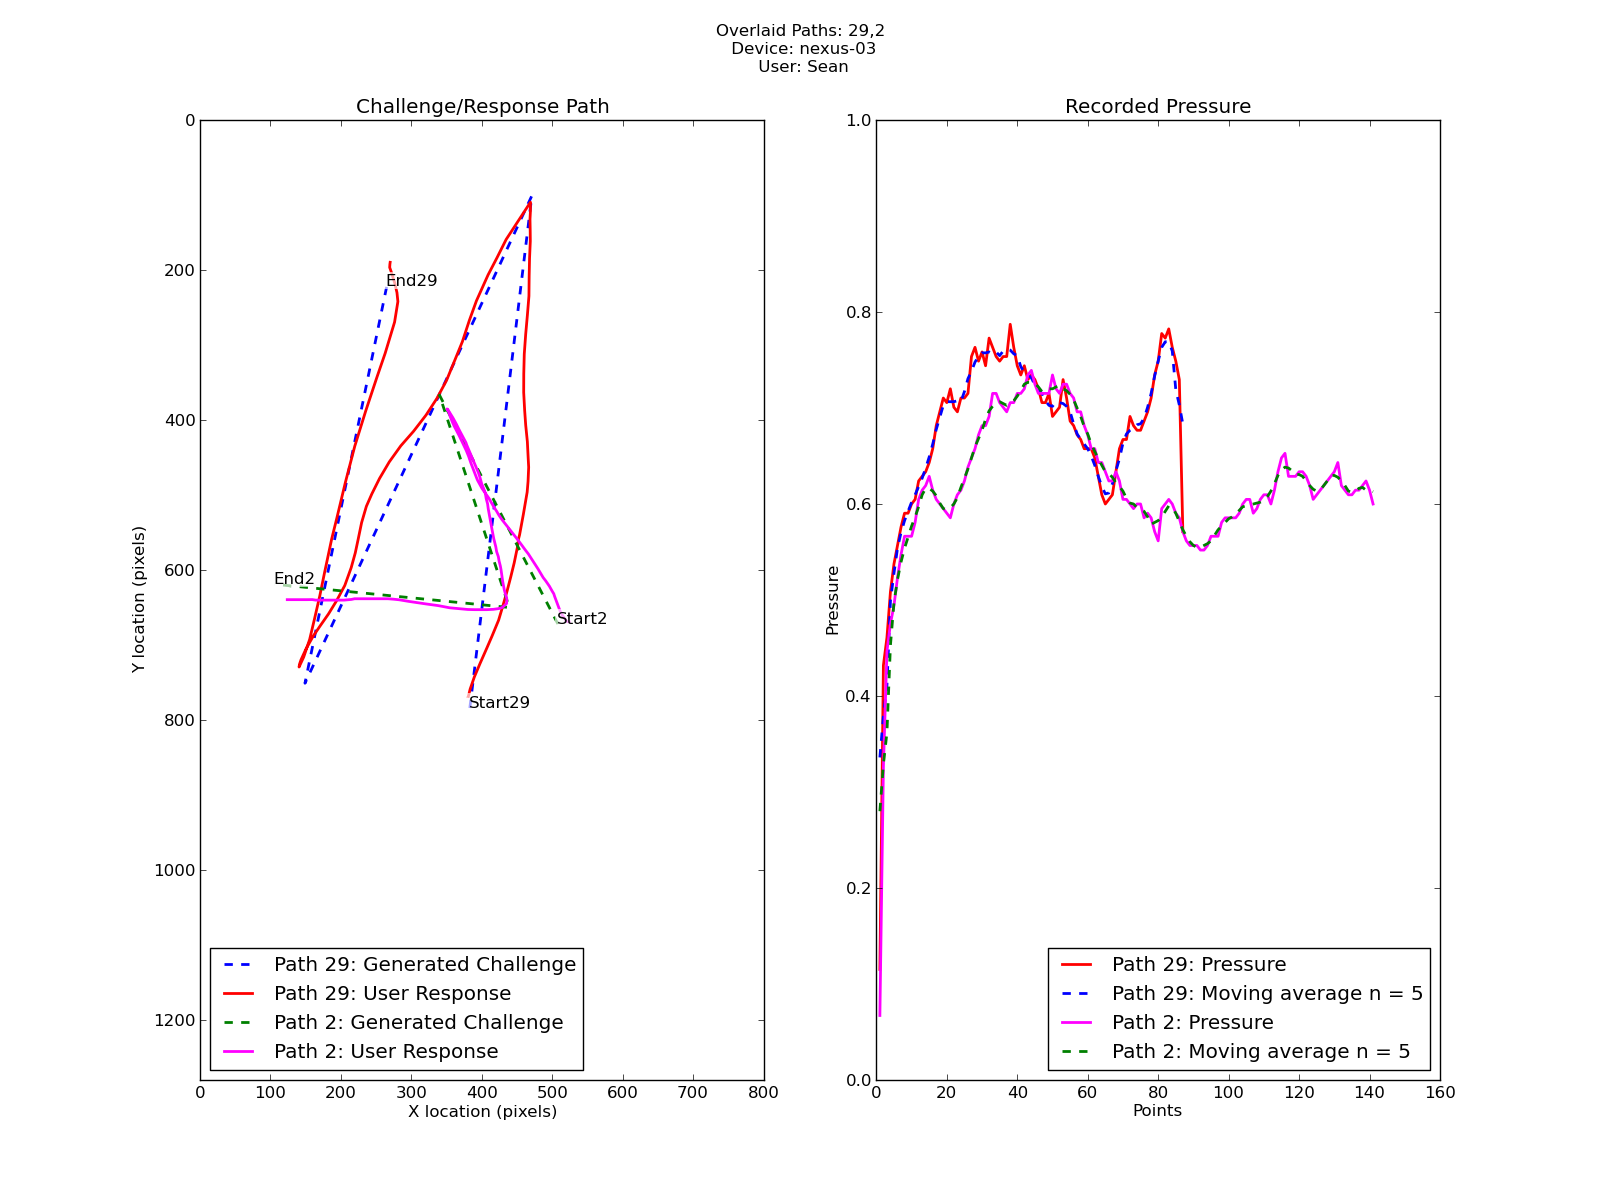 Overlaid Paths: 29,2
Device: nexus-03
User: Sean
Challenge/Response Path
0
200
400
600
800
1000
1200
Y location (pixels)
End29
End2
Start2
Start29
Path 29: Generated Challenge
Path 29: User Response
Path 2: Generated Challenge
Path 2: User Response
0 100 200 300 400 500 600 700 800
X location (pixels)
Recorded Pressure
1.0
0.8
0.6
0.4
0.2
0.0
Pressure
Path 29: Pressure
Path 29: Moving average n = 5
Path 2: Pressure
Path 2: Moving average n = 5
0 20 40 60 80 100 120 140 160
Points